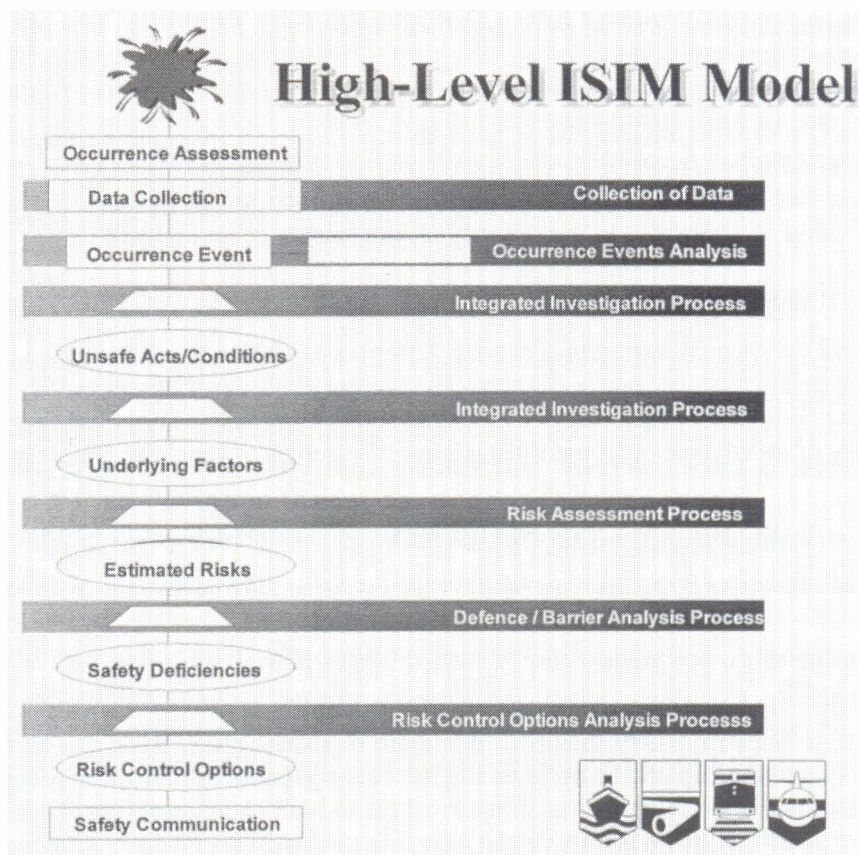 High-Level ISIM Model
Occurrence Assessment
Data Collection
Collection of Data
Occurrence Event
Occurrence Events Analysis
Integrated Investigation Process
Unsafe Acts/Conditions
Integrated Investigation Process
Underlying Factors
Risk Assessment Process
Estimated Risks
Defence / Barrier Analysis Process
Safety Deficiencies
Risk Control Options Analysis Processs
Risk Control Options
Safety Communication